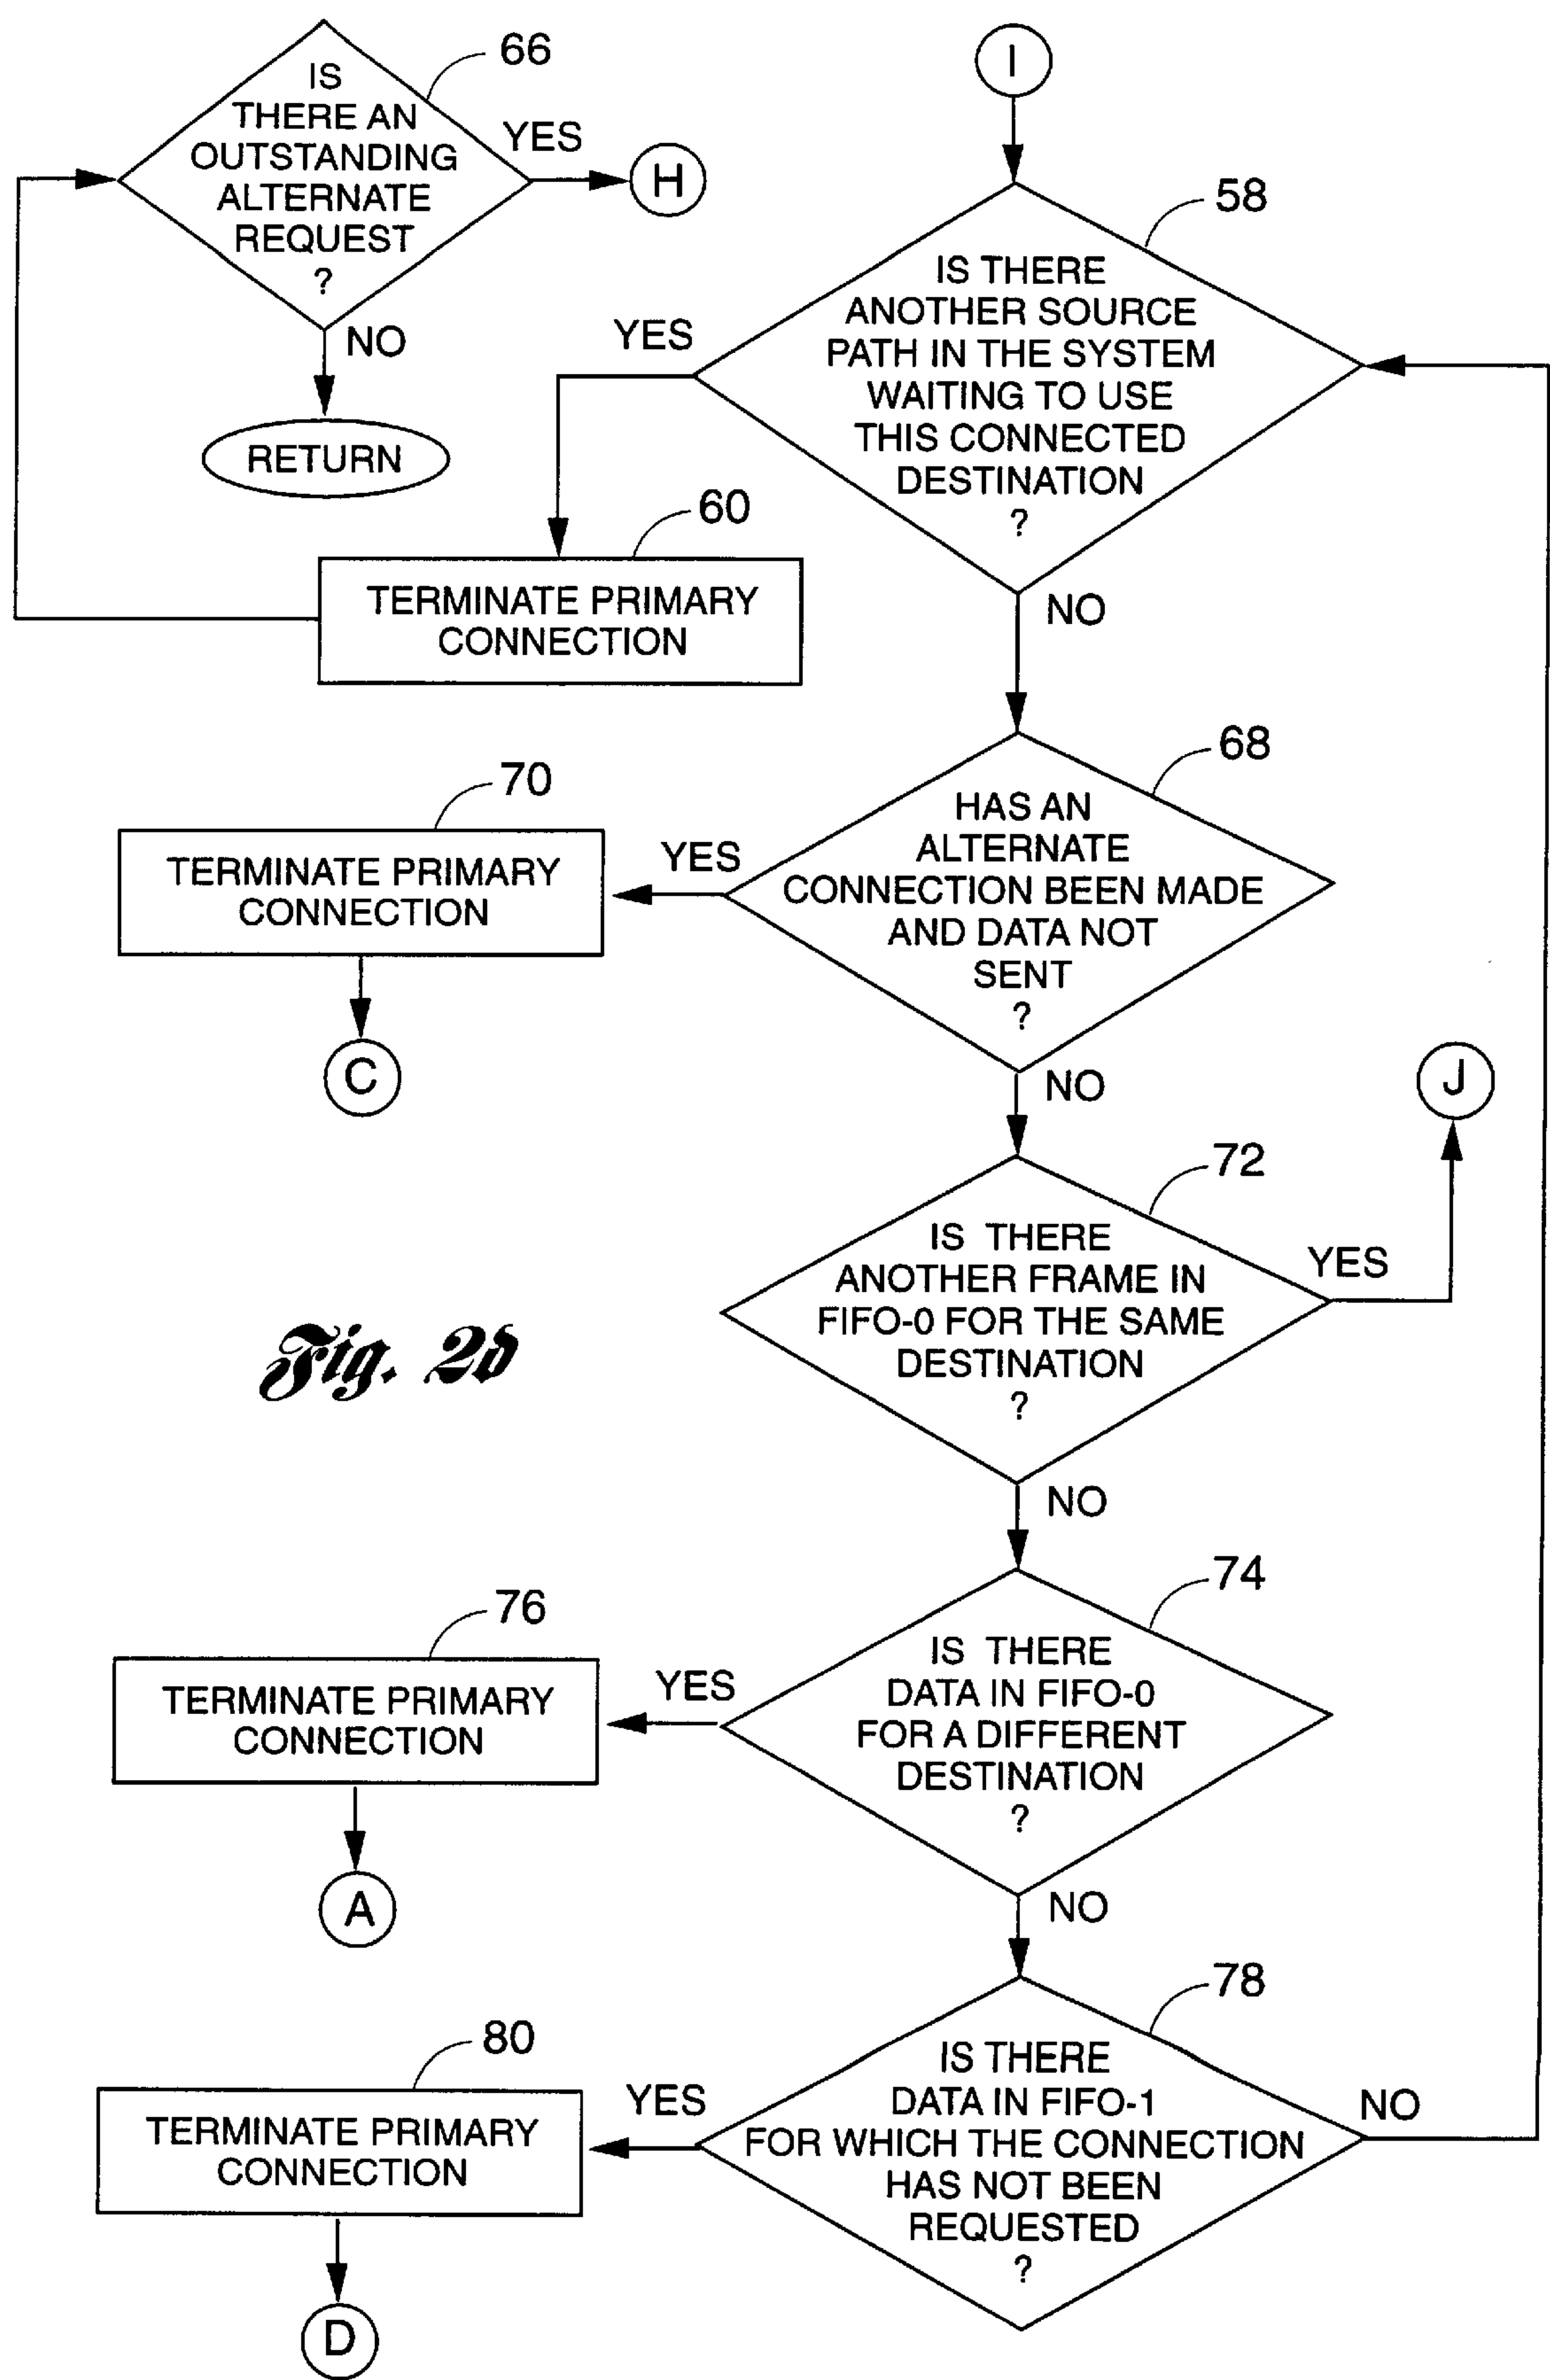 66
IS
THERE AN
OUTSTANDING
ALTERNATE
REQUEST
?
YES
H
NO
RETURN
I
58
IS THERE
ANOTHER SOURCE
PATH IN THE SYSTEM
WAITING TO USE
THIS CONNECTED
DESTINATION
?
YES
60
TERMINATE PRIMARY
CONNECTION
NO
68
HAS AN
ALTERNATE
CONNECTION BEEN MADE
AND DATA NOT
SENT
?
YES
70
TERMINATE PRIMARY
CONNECTION
C
NO
J
72
IS THERE
ANOTHER FRAME IN
FIFO-0 FOR THE SAME
DESTINATION
?
YES
Fig. 2d
NO
74
IS THERE
DATA IN FIFO-0
FOR A DIFFERENT
DESTINATION
?
YES
76
TERMINATE PRIMARY
CONNECTION
A
NO
78
IS THERE
DATA IN FIFO-1
FOR WHICH THE CONNECTION
HAS NOT BEEN
REQUESTED
?
NO
YES
80
TERMINATE PRIMARY
CONNECTION
D